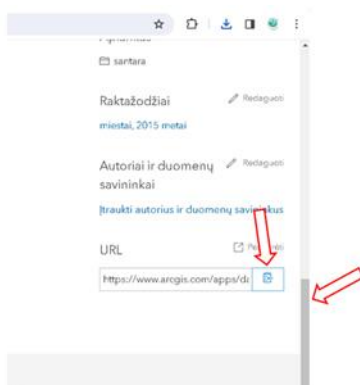 santara
Raktažodžiai
Redaguoti
miestai, 2015 metai
Autoriai ir duomenų
Redaguoti
savininkai
Įtraukti autorius ir duomenų savininkus
URL
https://www.arcgis.com/apps/da